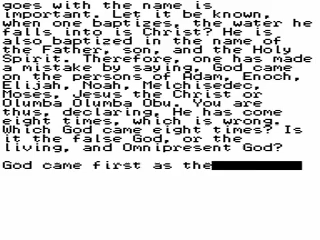 goes with the name is
important. Let it be known,
when one baptizes, the water he
falls into is Christ? He is
also baptized in the name of
the Father, son, and the Holy
Spirit. Therefore, one has made
a mistake by saying, God came
on the persons of Adam, Enoch,
Elijah, Noah, Melchisedec,
Moses, Jesus the Christ or
Olumba Olumba Obu. You are
thus, declaring, He has come
eight times, which is wrong.
Which God came eight times? Is
it the false God, or the
living, and Omnipresent God?
God came first as the